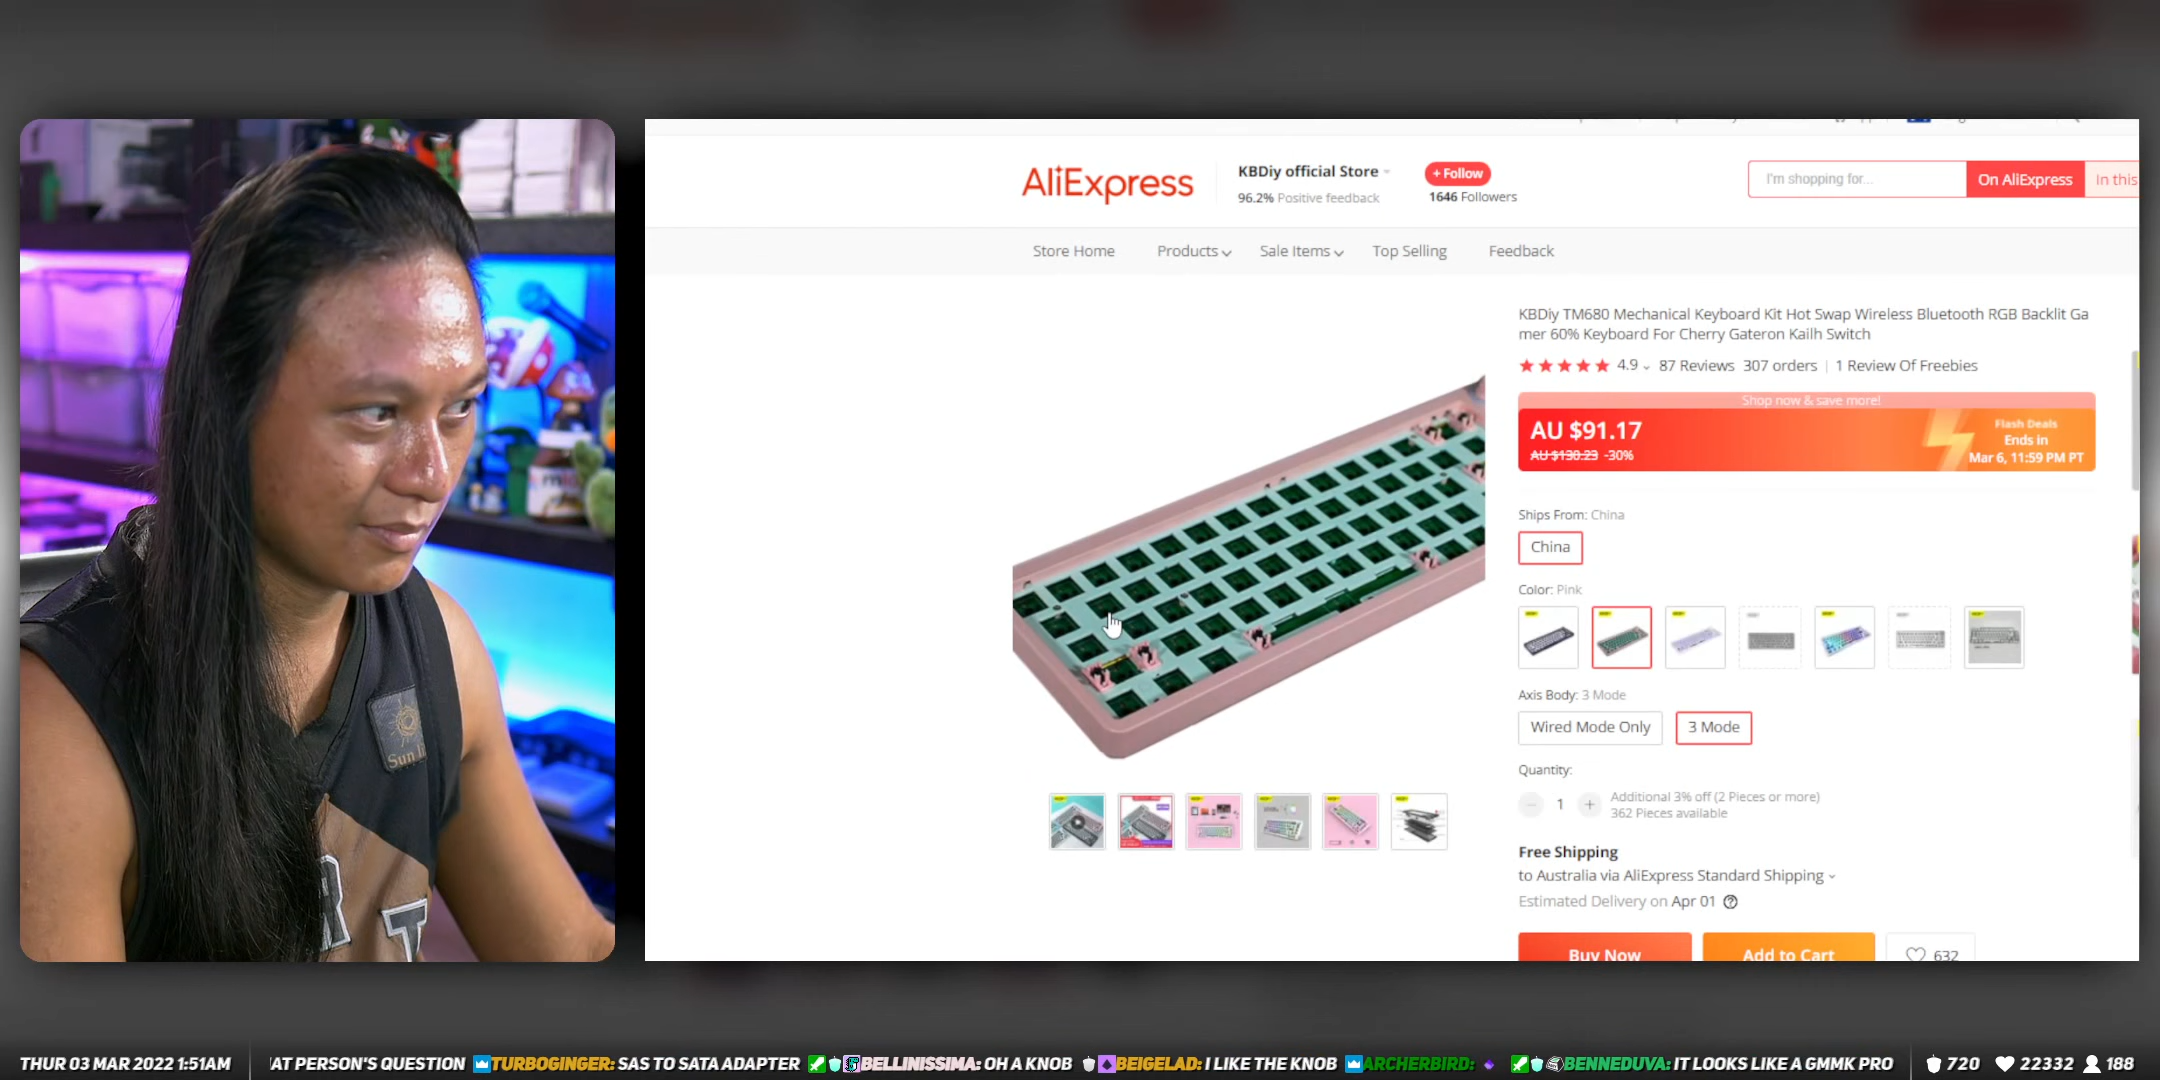 AliExpress
KBDiy official Store
96.2% Positive feedback
+ Follow
1646 Followers
I'm shopping for...
On AliExpress
In this
Store Home
Products
Sale Items
Top Selling
Feedback
KBDiy TM680 Mechanical Keyboard Kit Hot Swap Wireless Bluetooth RGB Backlit Ga
mer 60% Keyboard For Cherry Gateron Kailh Switch
4.9
87 Reviews 307 orders | 1 Review Of Freebies
Shop now & save more!
AU $91.17
AU $130.23 -30%
Flash Deals
Ends in
Mar 6, 11:59 PM PT
Ships From: China
China
Color: Pink
Axis Body: 3 Mode
Wired Mode Only
3 Mode
Quantity:
1
Additional 3% off (2 Pieces or more)
362 Pieces available
Free Shipping
to Australia via AliExpress Standard Shipping
Estimated Delivery on Apr 01
Buy Now
Add to Cart
632
THUR 03 MAR 2022 1:51AM
AT PERSON'S QUESTION TURBOGINGER: SAS TO SATA ADAPTER BELLINISSIMA: OH A KNOB BEIGELAD: I LIKE THE KNOB ARCHERBIRD: BENNEDUVA: IT LOOKS LIKE A GMMK PRO
720 22332 188